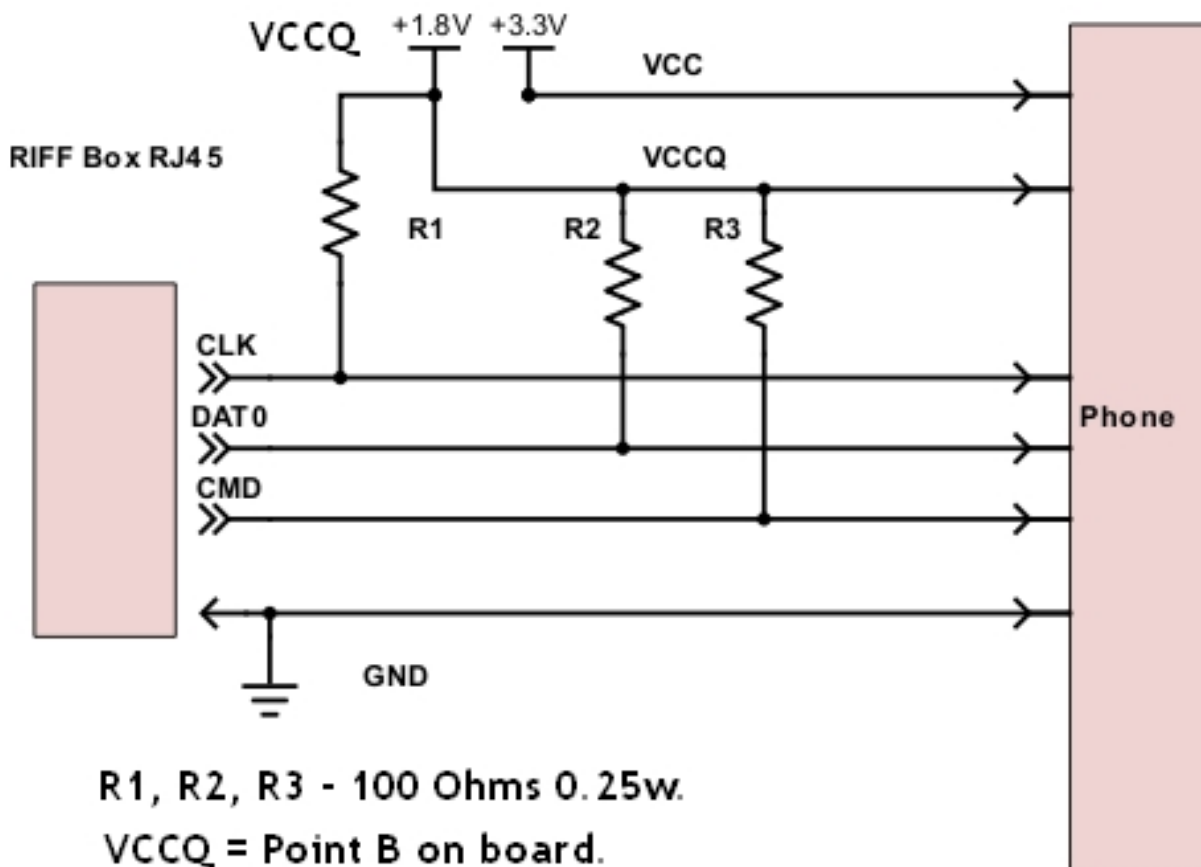 VCCQ
+1.8V
+3.3V
VCC
RIFF Box RJ45
VCCQ
R1
R2
R3
CLK
DAT0
Phone
CMD
GND
R1, R2, R3 - 100 Ohms 0.25w.
VCCQ = Point B on board.